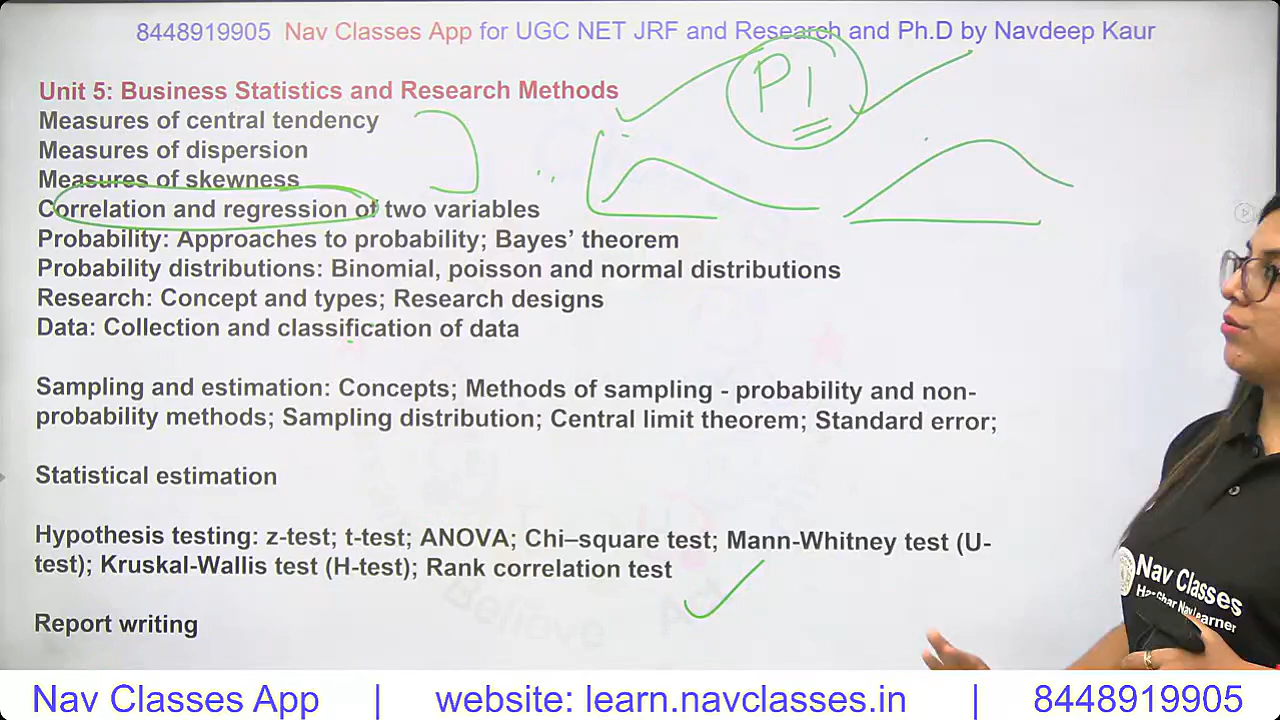 8448919905 Nav Classes App for UGC NET JRF and Research and Ph.D by Navdeep Kaur
P1
Unit 5: Business Statistics and Research Methods
Measures of central tendency
Measures of dispersion
Measures of skewness
Correlation and regression of two variables
Probability: Approaches to probability; Bayes’ theorem
Probability distributions: Binomial, poisson and normal distributions
Research: Concept and types; Research designs
Data: Collection and classification of data
Sampling and estimation: Concepts; Methods of sampling - probability and non-
probability methods; Sampling distribution; Central limit theorem; Standard error;
Statistical estimation
Hypothesis testing: z-test; t-test; ANOVA; Chi–square test; Mann-Whitney test (U-
test); Kruskal-Wallis test (H-test); Rank correlation test
Report writing
Nav Classes
Har Ghar NavLearner
Nav Classes App | website: learn.navclasses.in | 8448919905